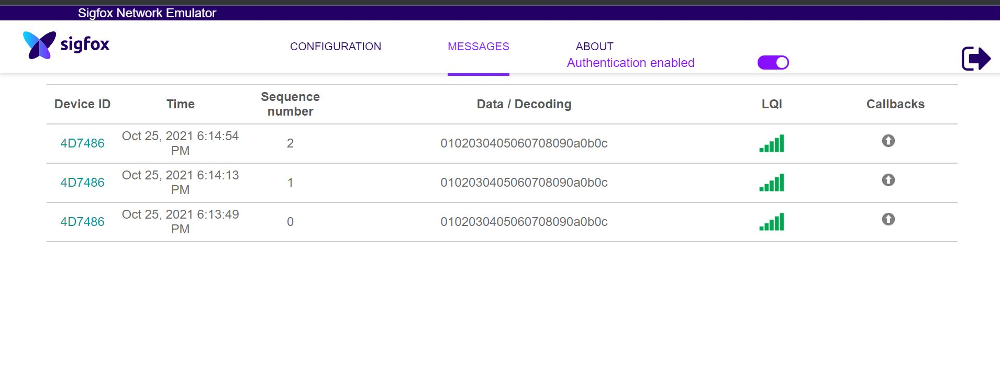 Sigfox Network Emulator
sigfox
CONFIGURATION
MESSAGES
ABOUT
Authentication enabled
Device ID
Time
Sequence
number
Data / Decoding
LQI
Callbacks
4D7486
Oct 25, 2021 6:14:54
PM
2
0102030405060708090a0b0c
4D7486
Oct 25, 2021 6:14:13
PM
1
0102030405060708090a0b0c
4D7486
Oct 25, 2021 6:13:49
PM
0
0102030405060708090a0b0c